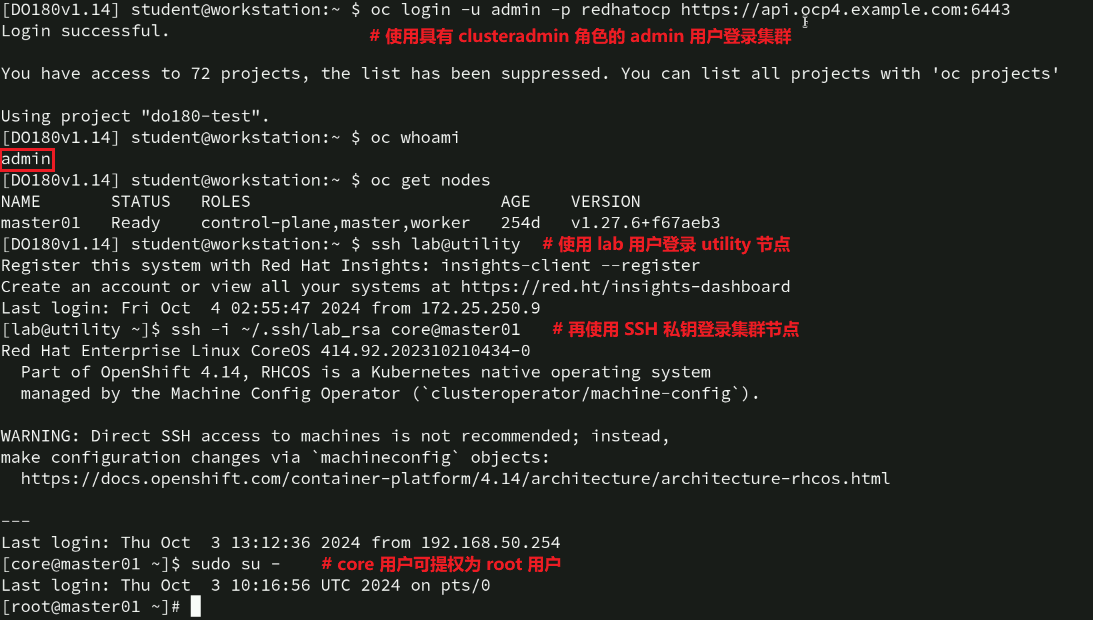 [DO180v1.14] student@workstation:~ $ oc login -u admin -p redhatocp https://api.ocp4.example.com:6443
Login successful.
# 使用具有 clusteradmin 角色的 admin 用户登录集群
You have access to 72 projects, the list has been suppressed. You can list all projects with 'oc projects'
Using project "do180-test".
[DO180v1.14] student@workstation:~ $ oc whoami
admin
[DO180v1.14] student@workstation:~ $ oc get nodes
NAME STATUS ROLES AGE VERSION
master01 Ready control-plane,master,worker 254d v1.27.6+f67aeb3
[DO180v1.14] student@workstation:~ $ ssh lab@utility # 使用 lab 用户登录 utility 节点
Register this system with Red Hat Insights: insights-client --register
Create an account or view all your systems at https://red.ht/insights-dashboard
Last login: Fri Oct  4 02:55:47 2024 from 172.25.250.9
[lab@utility ~]$ ssh -i ~/.ssh/lab_rsa core@master01 # 再使用 SSH 私钥登录集群节点
Red Hat Enterprise Linux CoreOS 414.92.202310210434-0
Part of OpenShift 4.14, RHCOS is a Kubernetes native operating system
managed by the Machine Config Operator (`clusteroperator/machine-config`).
WARNING: Direct SSH access to machines is not recommended; instead,
make configuration changes via `machineconfig` objects:
https://docs.openshift.com/container-platform/4.14/architecture/architecture-rhcos.html
---
Last login: Thu Oct  3 13:12:36 2024 from 192.168.50.254
[core@master01 ~]$ sudo su - # core 用户可提权为 root 用户
Last login: Thu Oct  3 10:16:56 UTC 2024 on pts/0
[root@master01 ~]#